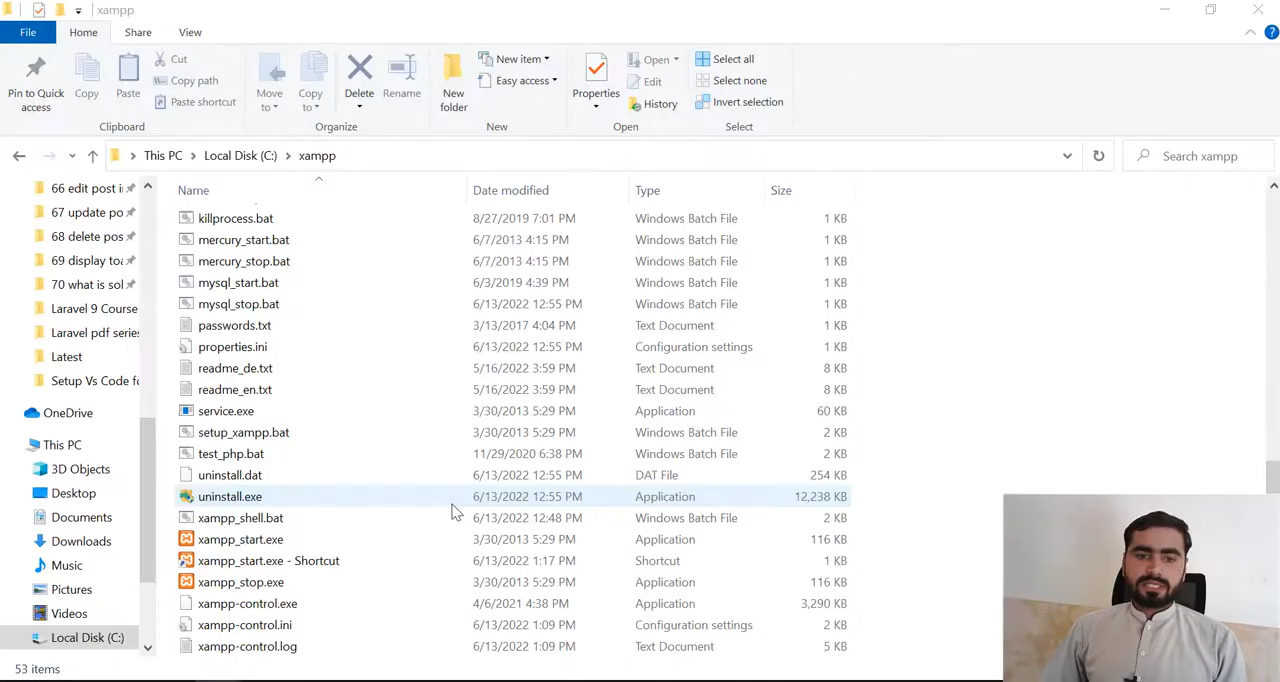 xampp
File Home Share View
Pin to Quick access
Copy
Paste
Cut
Copy path
Paste shortcut
Clipboard
Move to
Copy to
Delete
Rename
Organize
New folder
New item
Easy access
New
Properties
Open
Edit
History
Open
Select all
Select none
Invert selection
Select
This PC > Local Disk (C:) > xampp
Search xampp
66 edit post i
67 update po
68 delete pos
69 display toa
70 what is sol
Laravel 9 Course
Laravel pdf series
Latest
Setup Vs Code fo
OneDrive
This PC
3D Objects
Desktop
Documents
Downloads
Music
Pictures
Videos
Local Disk (C:)
Name Date modified Type Size
killprocess.bat 8/27/2019 7:01 PM Windows Batch File 1 KB
mercury_start.bat 6/7/2013 4:15 PM Windows Batch File 1 KB
mercury_stop.bat 6/7/2013 4:15 PM Windows Batch File 1 KB
mysql_start.bat 6/3/2019 4:39 PM Windows Batch File 1 KB
mysql_stop.bat 6/13/2022 12:55 PM Windows Batch File 1 KB
passwords.txt 3/13/2017 4:04 PM Text Document 1 KB
properties.ini 6/13/2022 12:55 PM Configuration settings 1 KB
readme_de.txt 5/16/2022 3:59 PM Text Document 8 KB
readme_en.txt 5/16/2022 3:59 PM Text Document 8 KB
service.exe 3/30/2013 5:29 PM Application 60 KB
setup_xampp.bat 3/30/2013 5:29 PM Windows Batch File 2 KB
test_php.bat 11/29/2020 6:38 PM Windows Batch File 2 KB
uninstall.dat 6/13/2022 12:55 PM DAT File 254 KB
uninstall.exe 6/13/2022 12:55 PM Application 12,238 KB
xampp_shell.bat 6/13/2022 12:48 PM Windows Batch File 2 KB
xampp_start.exe 3/30/2013 5:29 PM Application 116 KB
xampp_start.exe - Shortcut 6/13/2022 1:17 PM Shortcut 1 KB
xampp_stop.exe 3/30/2013 5:29 PM Application 116 KB
xampp-control.exe 4/6/2021 4:38 PM Application 3,290 KB
xampp-control.ini 6/13/2022 1:09 PM Configuration settings 2 KB
xampp-control.log 6/13/2022 1:09 PM Text Document 5 KB
53 items